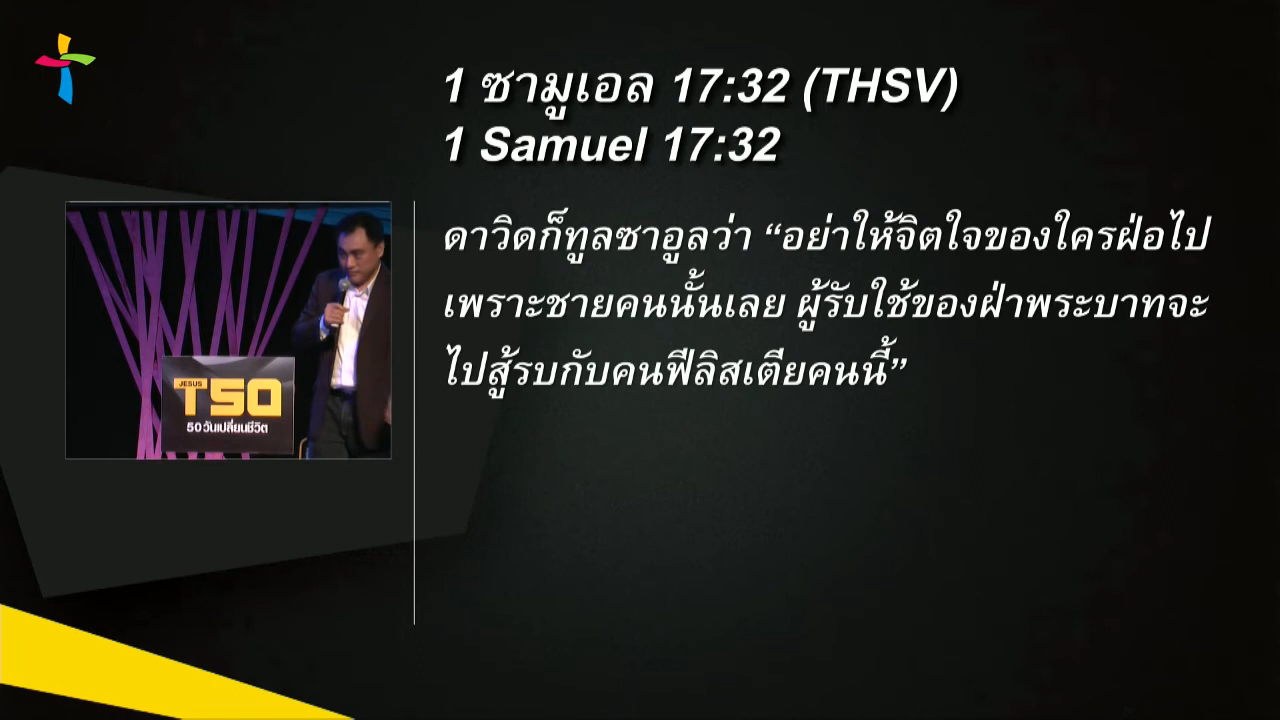 1 ซามูเอล 17:32 (THSV)
1 Samuel 17:32
ดาวิดก็ทูลซาอูลว่า “อย่าให้จิตใจของใครฝ่อไป
เพราะชายคนนั้นเลย ผู้รับใช้ของฝ่าพระบาทจะ
ไปสู้รบกับคนฟีลิสเตียคนนี้”
JESUS
T50
50 วันเปลี่ยนชีวิต